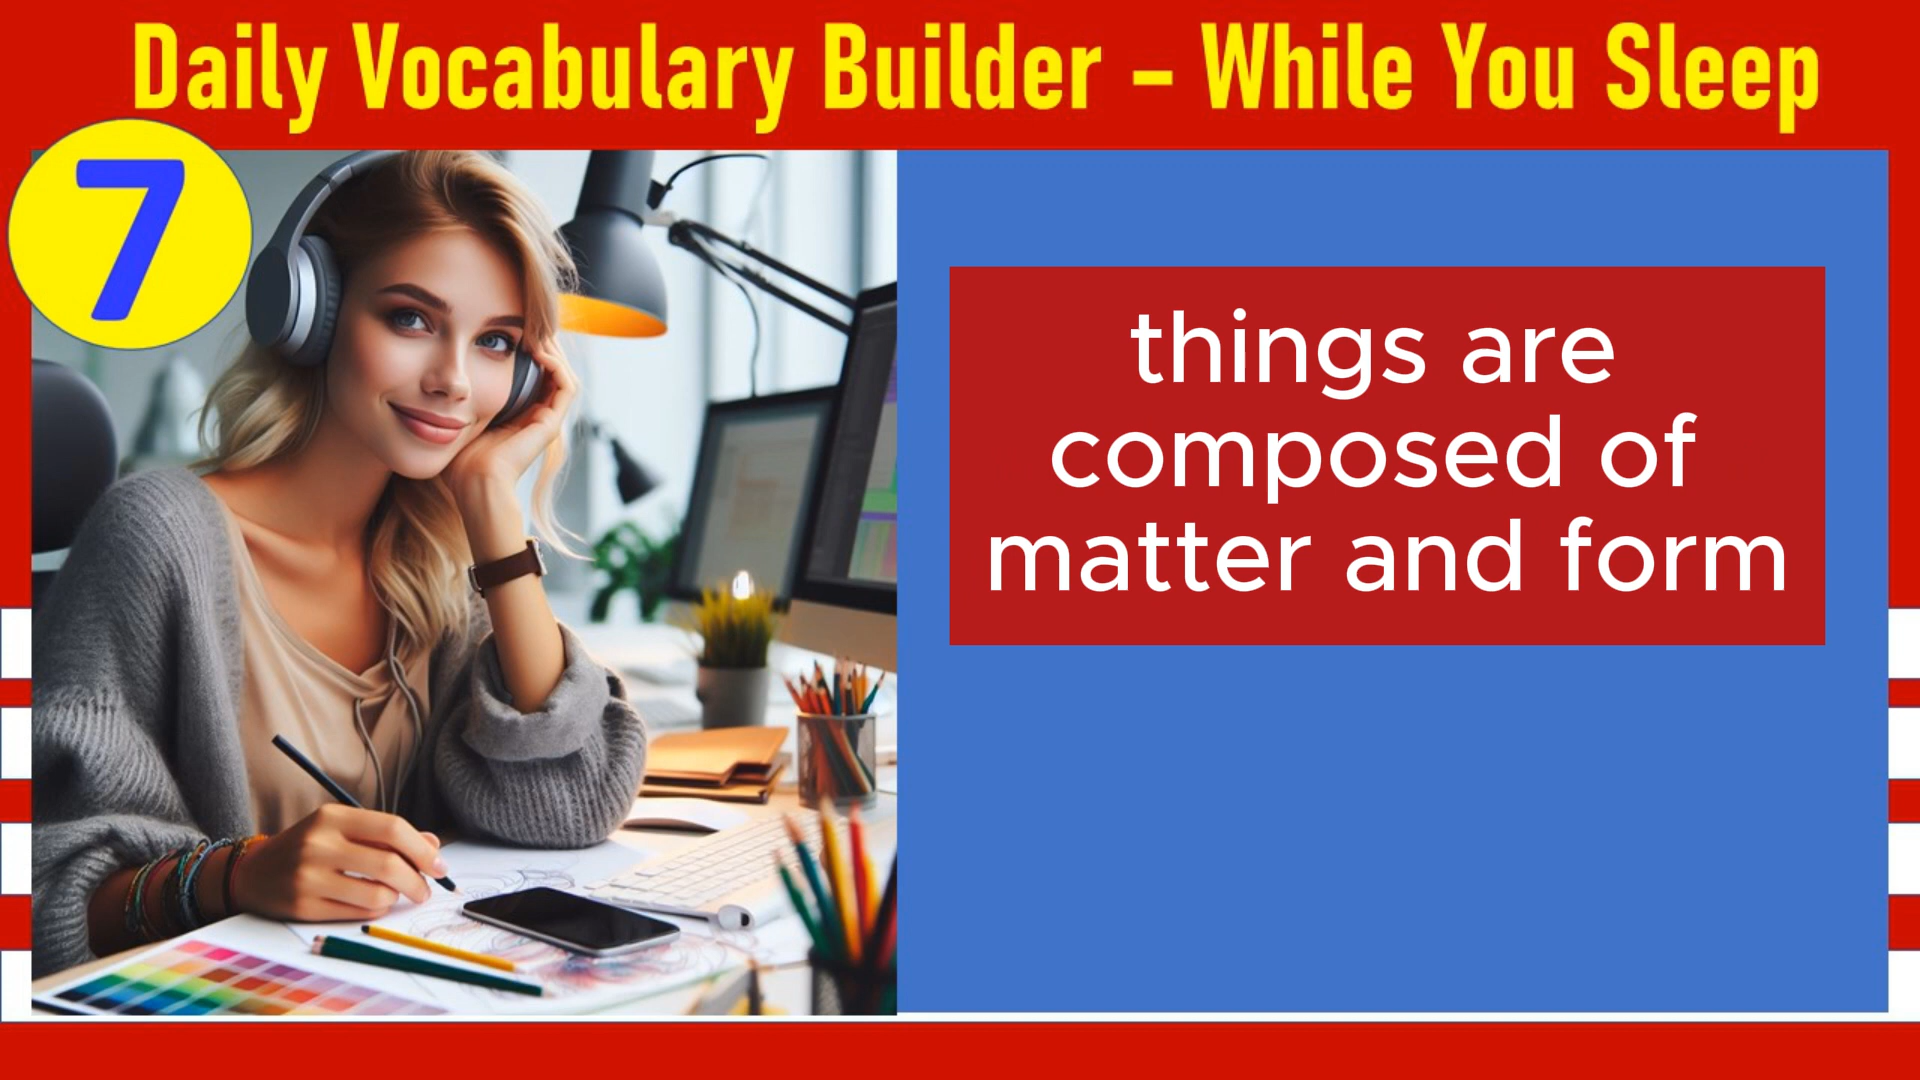 Daily Vocabulary Builder – While You Sleep
7
things are
composed of
matter and form